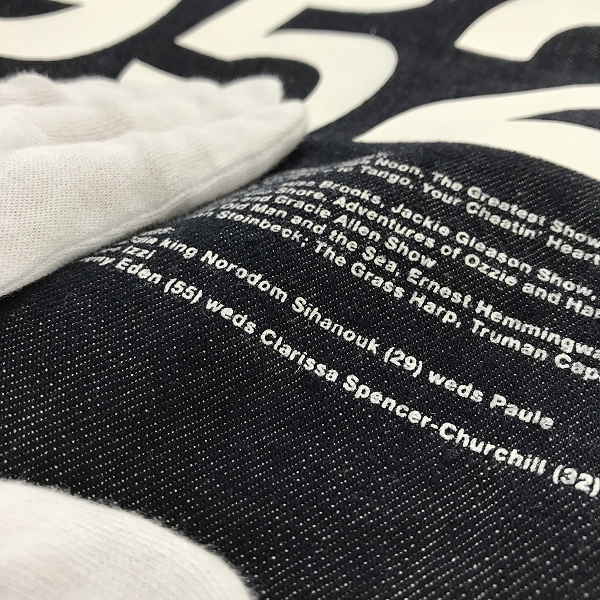 952
Noon, The Greatest Show
Tango, Your Cheatin' Heart
Brooks, Jackie Gleason Show,
Adventures of Ozzie and Har
Gracie Allen Show
Man and the Sea, Ernest Hemmingwa
Steinbeck; The Grass Harp, Truman Cap
King Norodom Sihanouk (29) weds Paule
Eden (55) weds Clarissa Spencer-Churchill (32)